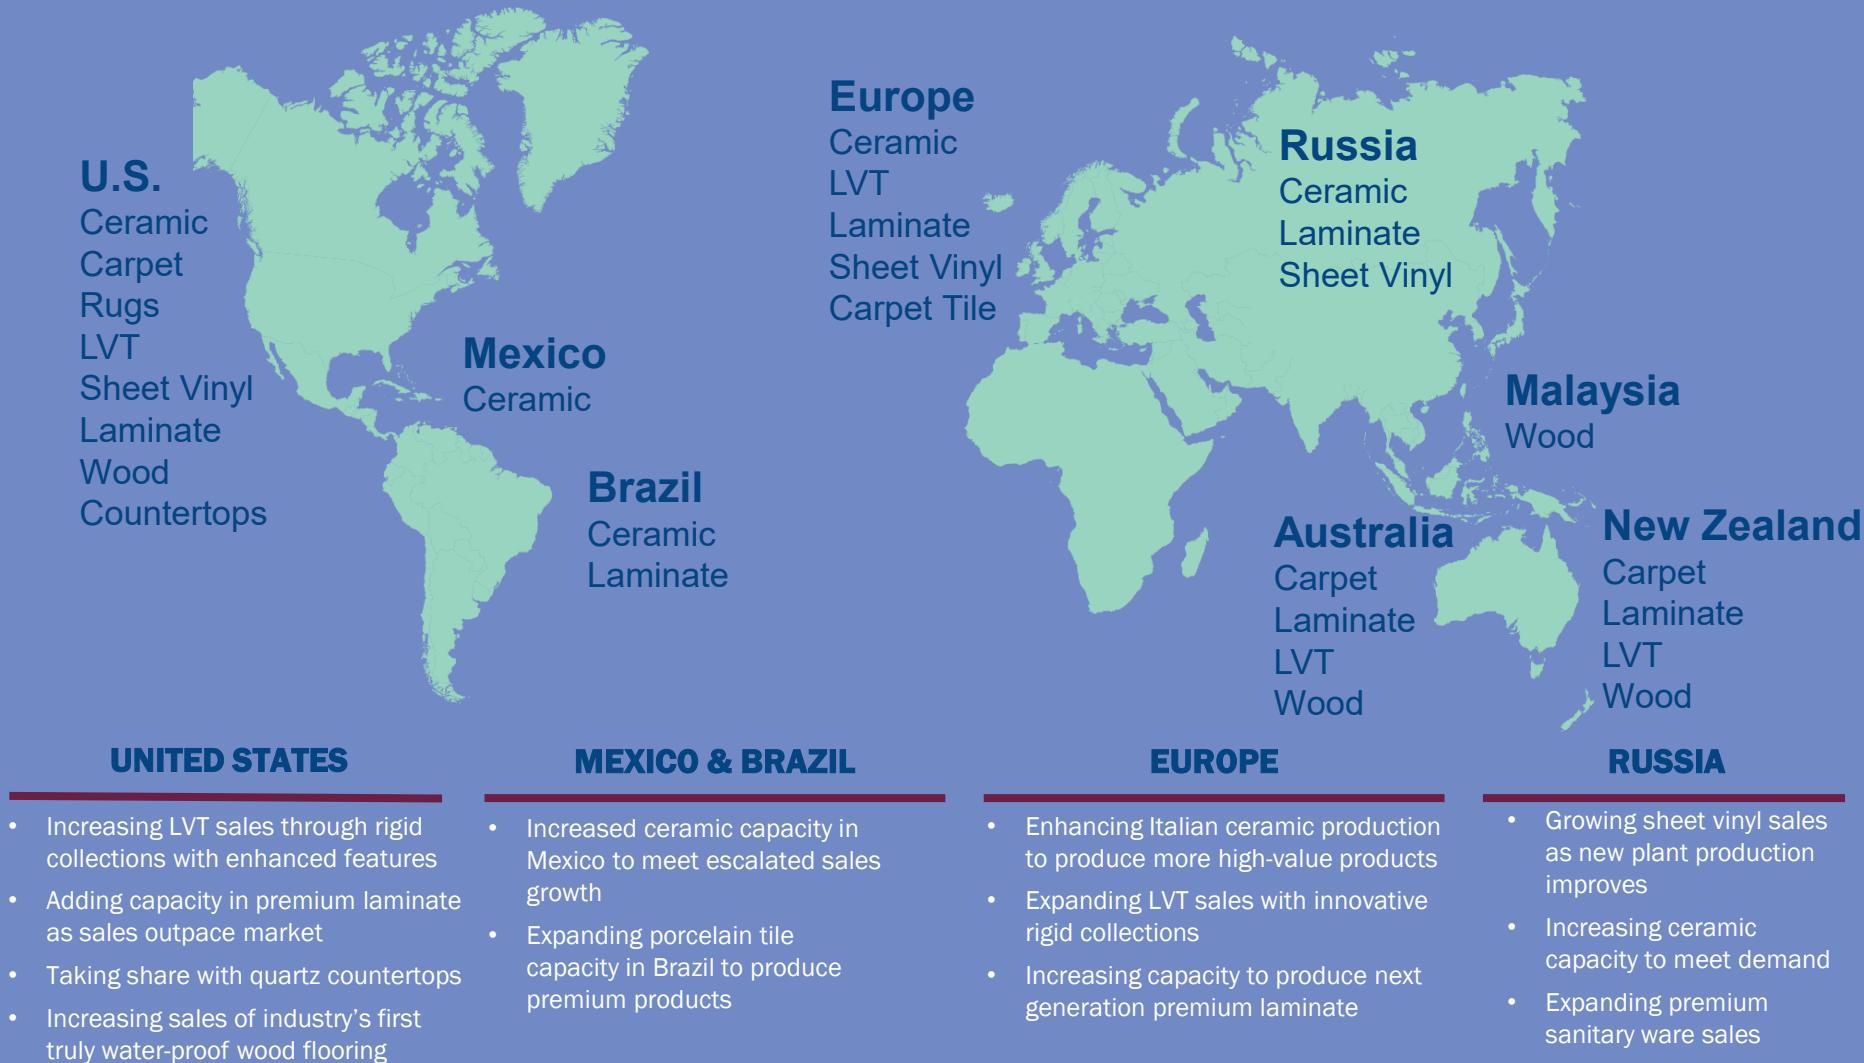 U.S.
Ceramic
Carpet
Rugs
LVT
Sheet Vinyl
Laminate
Wood
Countertops
Mexico
Ceramic
Brazil
Ceramic
Laminate
Europe
Ceramic
LVT
Laminate
Sheet Vinyl
Carpet Tile
Russia
Ceramic
Laminate
Sheet Vinyl
Malaysia
Wood
Australia
Carpet
Laminate
LVT
Wood
New Zealand
Carpet
Laminate
LVT
Wood
UNITED STATES
• Increasing LVT sales through rigid
collections with enhanced features
• Adding capacity in premium laminate
as sales outpace market
• Taking share with quartz countertops
• Increasing sales of industry’s first
truly water-proof wood flooring
MEXICO & BRAZIL
• Increased ceramic capacity in
Mexico to meet escalated sales
growth
• Expanding porcelain tile
capacity in Brazil to produce
premium products
EUROPE
• Enhancing Italian ceramic production
to produce more high-value products
• Expanding LVT sales with innovative
rigid collections
• Increasing capacity to produce next
generation premium laminate
RUSSIA
• Growing sheet vinyl sales
as new plant production
improves
• Increasing ceramic
capacity to meet demand
• Expanding premium
sanitary ware sales